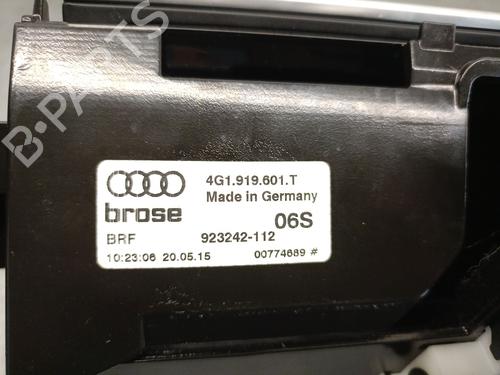 B-PARTS
4G1.919.601.T
Made in Germany
brose
06S
BRF 923242-112
10:23:06 20.05.15 00774689 #